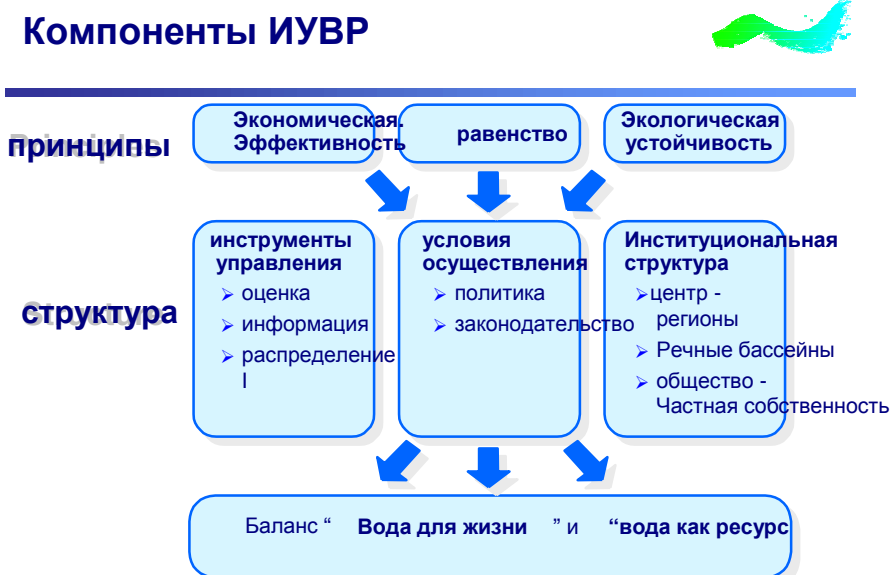 Компоненты ИУВР
принципы
Экономическая.
Эффективность
равенство
Экологическая
устойчивость
структура
инструменты
управления
➢ оценка
➢ информация
➢ распределение
I
условия
осуществления
➢ политика
➢ законодательство
Институциональная
структура
➢центр -
регионы
➢ Речные бассейны
➢ общество -
Частная собственность
Баланс “ Вода для жизни ” и “вода как ресурс